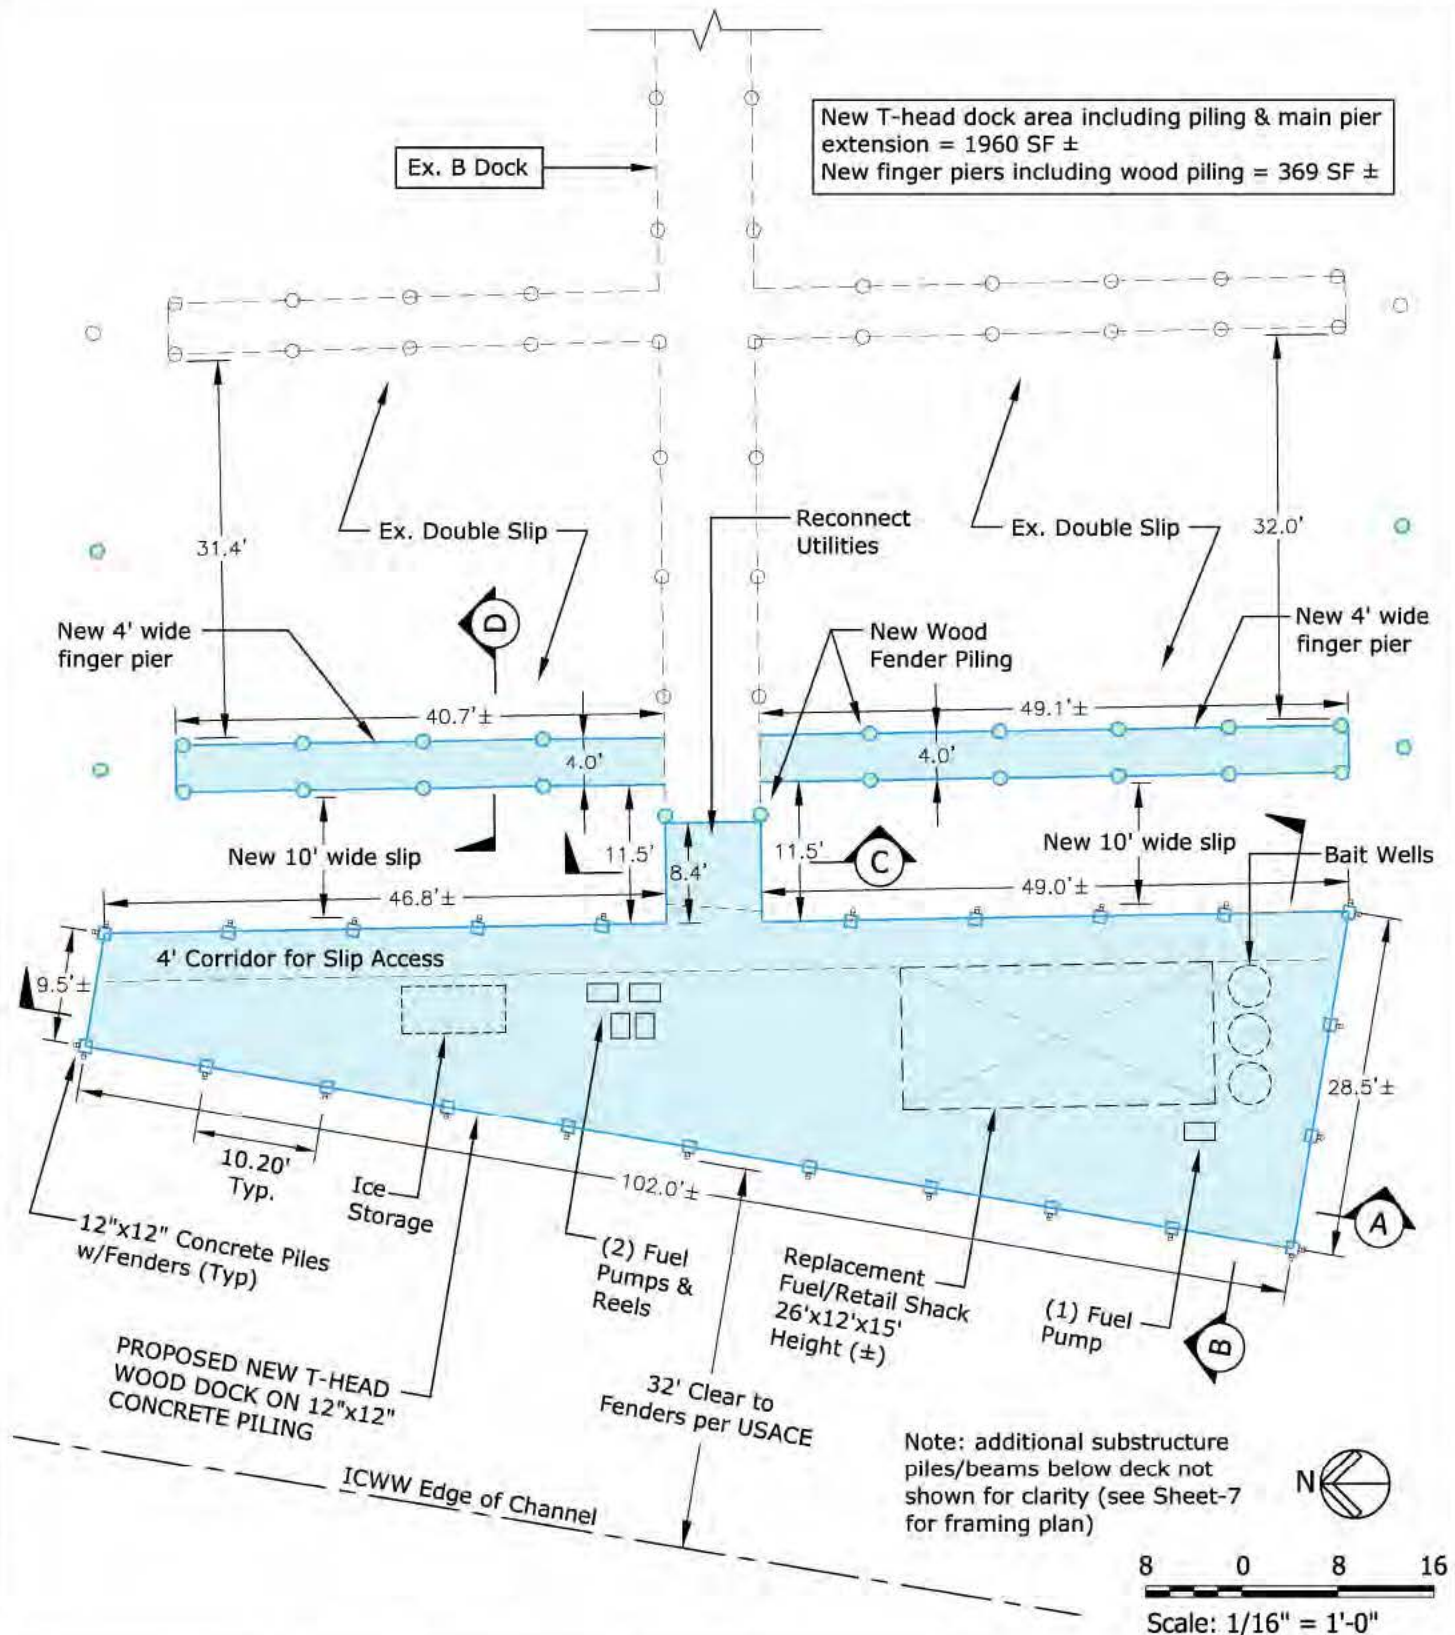 New T-head dock area including piling & main pier
extension = 1960 SF ±
New finger piers including wood piling = 369 SF ±
Ex. B Dock
Reconnect
Utilities
Ex. Double Slip
Ex. Double Slip
31.4'
32.0'
D
New 4' wide
finger pier
New Wood
Fender Piling
New 4' wide
finger pier
40.7'±
49.1'±
4.0'
4.0'
New 10' wide slip
11.5'
8.4'
11.5'
C
New 10' wide slip
Bait Wells
46.8'±
49.0'±
4' Corridor for Slip Access
9.5'±
28.5'±
10.20'
Typ.
Ice
Storage
102.0'±
12"x12" Concrete Piles
w/Fenders (Typ)
(2) Fuel
Pumps &
Reels
Replacement
Fuel/Retail Shack
26'x12'x15'
Height (±)
(1) Fuel
Pump
A
B
PROPOSED NEW T-HEAD
WOOD DOCK ON 12"x12"
CONCRETE PILING
32' Clear to
Fenders per USACE
ICWW Edge of Channel
Note: additional substructure
piles/beams below deck not
shown for clarity (see Sheet-7
for framing plan)
N
8 0 8 16
Scale: 1/16" = 1'-0"